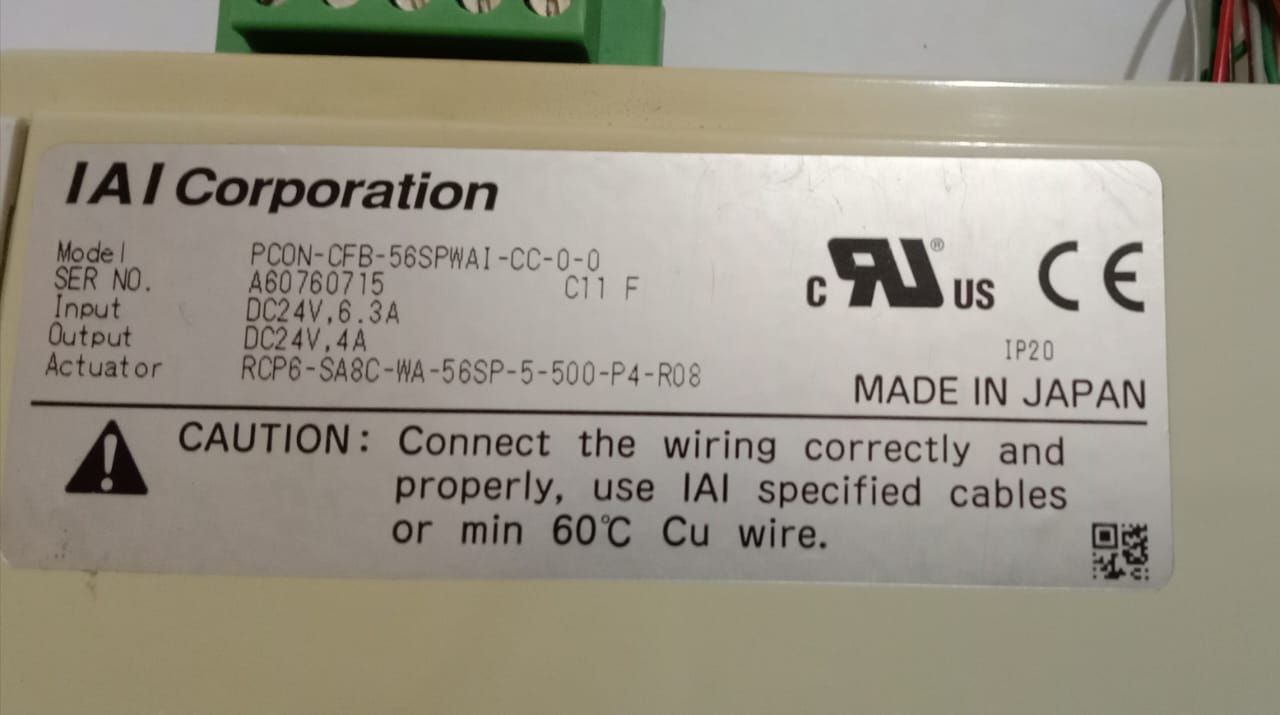 IAI Corporation
Model PCON-CFB-56SPWAI-CC-0-0
SER NO. A60760715 C11 F
Input DC24V,6.3A
Output DC24V,4A
Actuator RCP6-SA8C-WA-56SP-5-500-P4-R08
c RU ® US CE
IP20
MADE IN JAPAN
CAUTION: Connect the wiring correctly and
properly, use IAI specified cables
or min 60℃ Cu wire.